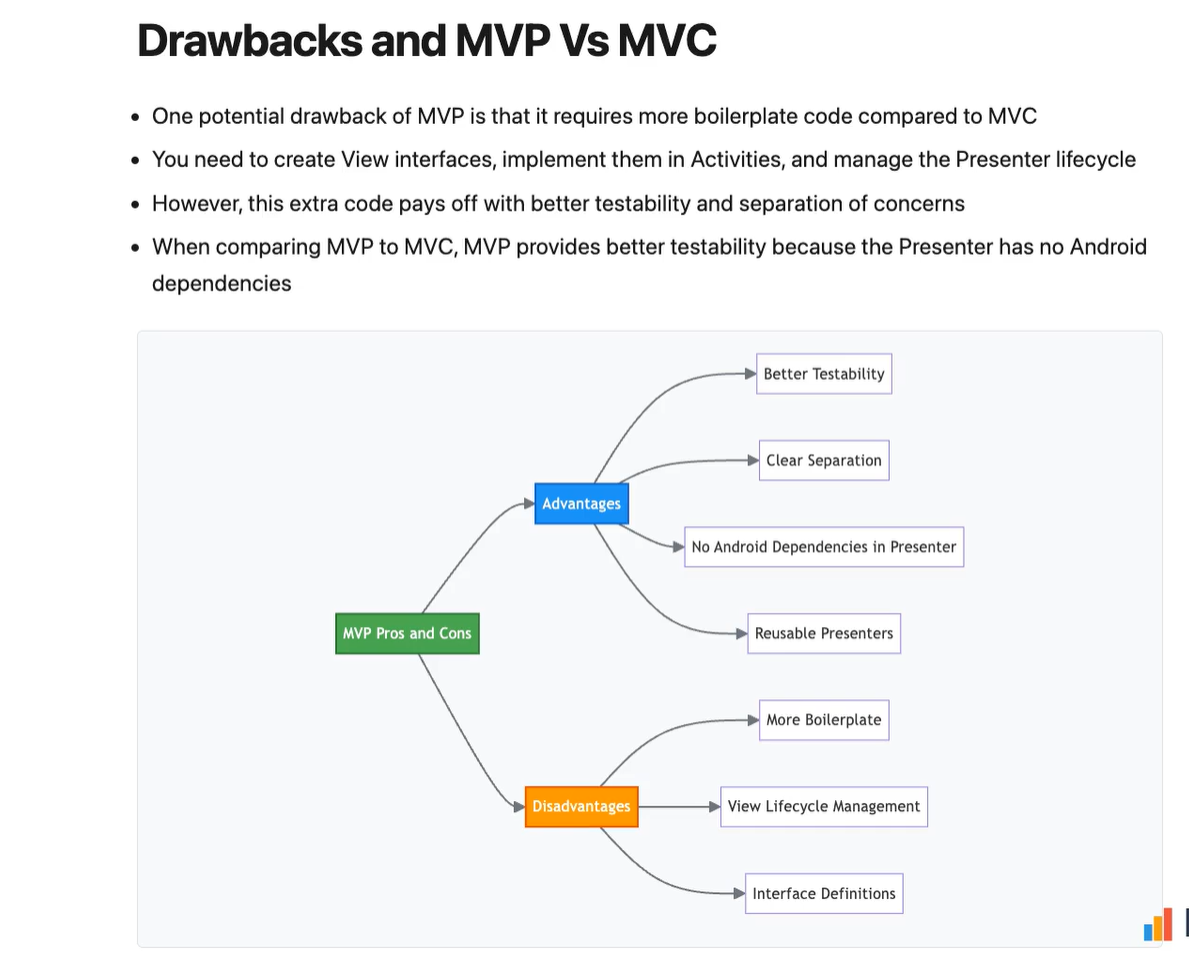 Drawbacks and MVP Vs MVC
One potential drawback of MVP is that it requires more boilerplate code compared to MVC
You need to create View interfaces, implement them in Activities, and manage the Presenter lifecycle
However, this extra code pays off with better testability and separation of concerns
When comparing MVP to MVC, MVP provides better testability because the Presenter has no Android
dependencies
Better Testability
Clear Separation
Advantages
No Android Dependencies in Presenter
Reusable Presenters
MVP Pros and Cons
More Boilerplate
Disadvantages
View Lifecycle Management
Interface Definitions